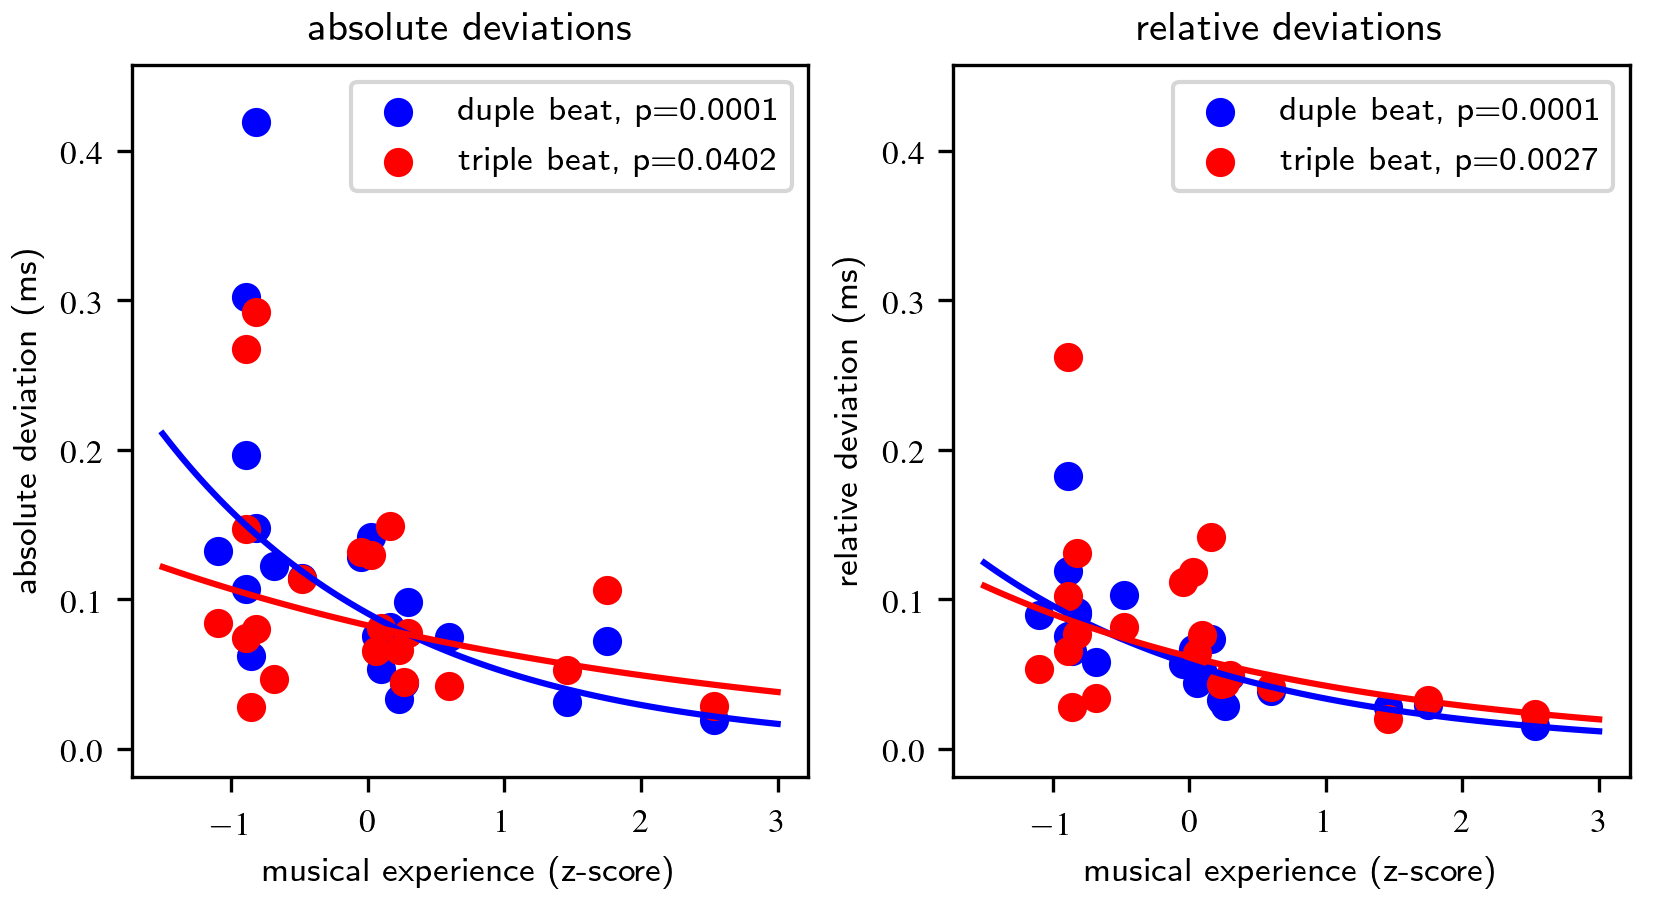 absolute deviations
duple beat, p=0.0001
triple beat, p=0.0402
absolute deviation (ms)
0.4
0.3
0.2
0.1
0.0
−1
0
1
2
3
musical experience (z-score)
relative deviations
duple beat, p=0.0001
triple beat, p=0.0027
relative deviation (ms)
0.4
0.3
0.2
0.1
0.0
−1
0
1
2
3
musical experience (z-score)